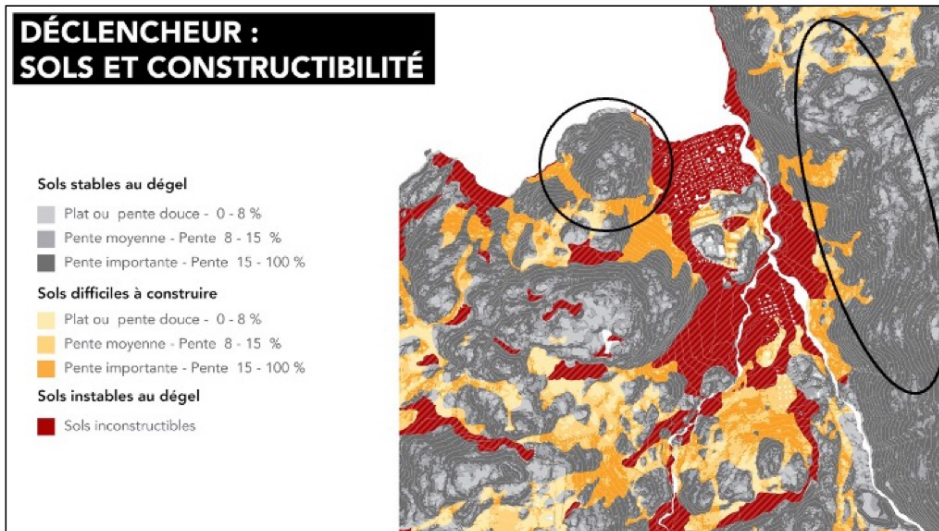 DÉCLENCHEUR :
SOLS ET CONSTRUCTIBILITÉ
Sols stables au dégel
Plat ou pente douce - 0 - 8 %
Pente moyenne - Pente 8 - 15 %
Pente importante - Pente 15 - 100 %
Sols difficiles à construire
Plat ou pente douce - 0 - 8 %
Pente moyenne - Pente 8 - 15 %
Pente importante - Pente 15 - 100 %
Sols instables au dégel
Sols inconstructibles